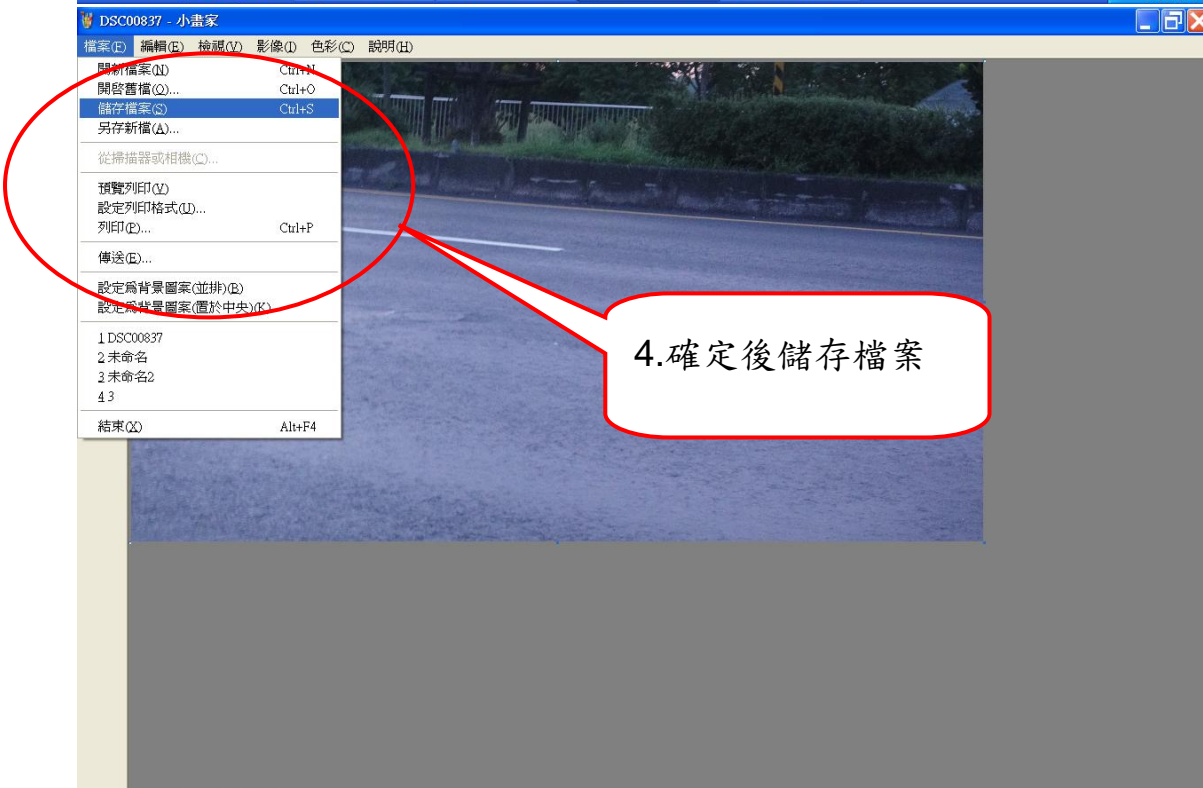 DSC00837 - 小畫家
檔案(F) 編輯(E) 檢視(V) 影像(I) 色彩(C) 說明(H)
開新檔案(N) Ctrl+N
開啓舊檔(O)... Ctrl+O
儲存檔案(S) Ctrl+S
另存新檔(A)...
從掃描器或相機(C)...
預覽列印(V)
設定列印格式(U)...
列印(P)... Ctrl+P
傳送(E)...
設定爲背景圖案(並排)(B)
設定爲背景圖案(置於中央)(K)
1 DSC00837
2 未命名
3 未命名2
4 3
結束(X) Alt+F4
4.確定後儲存檔案